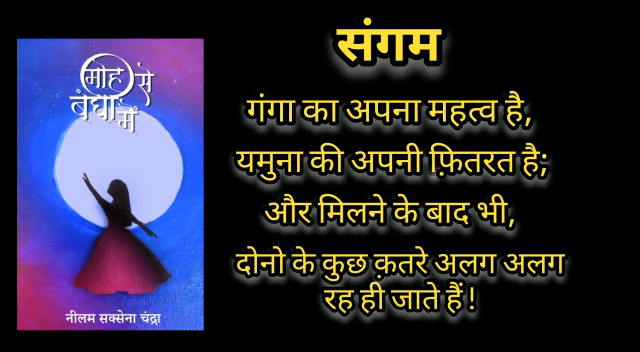 मोह से
बंधा में
नीलम सक्सेना चंद्रा
संगम
गंगा का अपना महत्व है,
यमुना की अपनी फ़ितरत है;
और मिलने के बाद भी,
दोनो के कुछ क़तरे अलग अलग
रह ही जाते हैं !